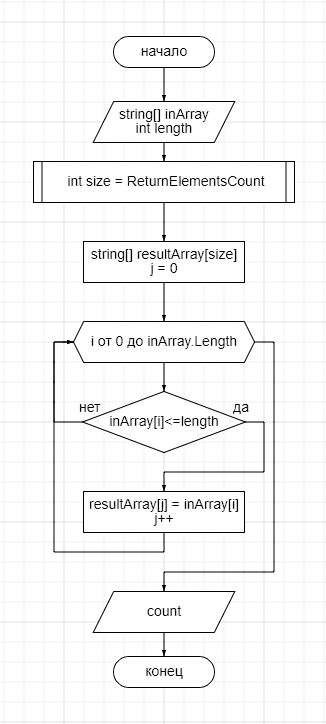 начало
string[] inArray
int length
int size = ReturnElementsCount
string[] resultArray[size]
j = 0
i от 0 до inArray.Length
нет
да
inArray[i]<=length
resultArray[j] = inArray[i]
j++
count
конец